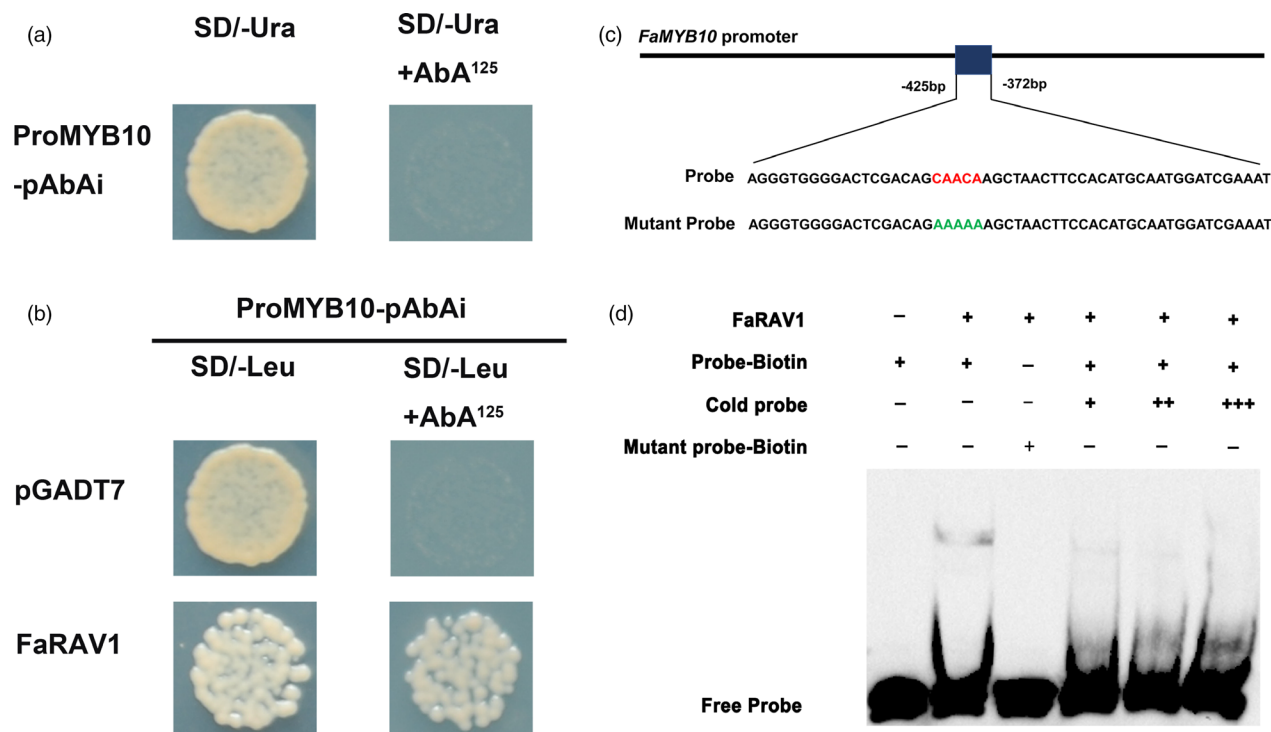 (a)
SD/-Ura
SD/-Ura
+AbA¹²⁵
ProMYB10
-pAbAi
(b)
ProMYB10-pAbAi
SD/-Leu
SD/-Leu
+AbA¹²⁵
pGADT7
FaRAV1
(c)
FaMYB10 promoter
-425bp
-372bp
Probe AGGGTGGGGACTCGACAGCAACAAGCTAACTTCCACATGCAATGGATCGAAAT
Mutant Probe AGGGTGGGGACTCGACAGAAAAAAGCTAACTTCCACATGCAATGGATCGAAAT
(d)
FaRAV1 – + + + + +
Probe-Biotin + + – + + +
Cold probe – – – + ++ +++
Mutant probe-Biotin – – + – – –
Free Probe